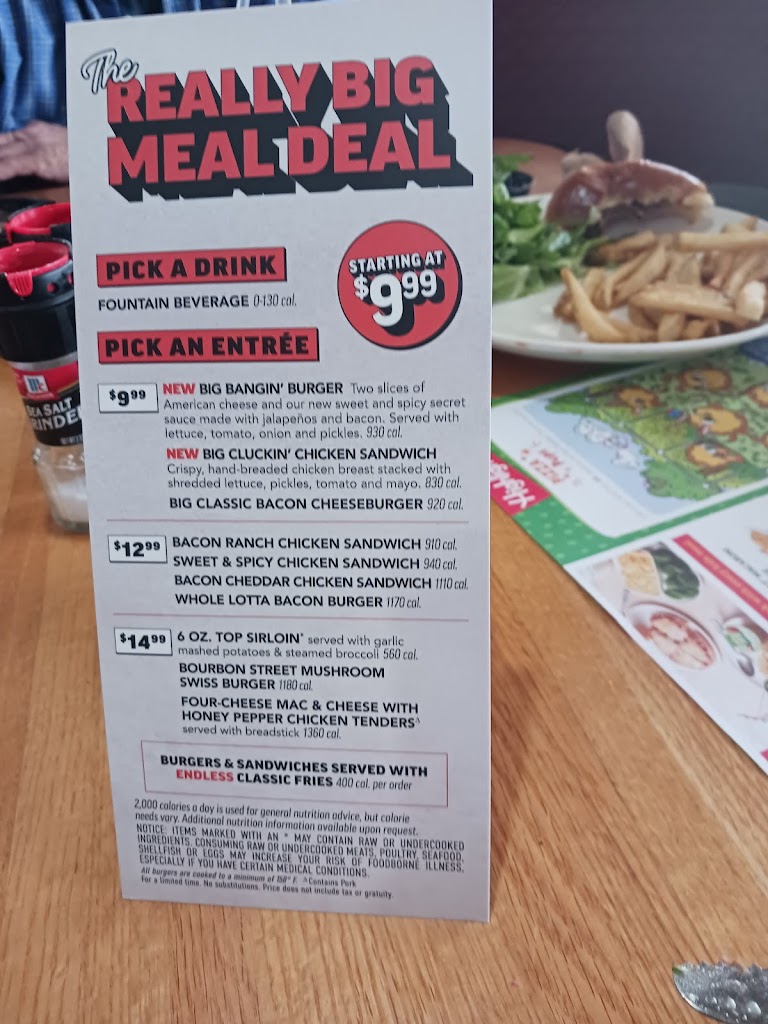 The
REALLY BIG
MEAL DEAL
PICK A DRINK
FOUNTAIN BEVERAGE 0-130 cal.
STARTING AT
$9.99
PICK AN ENTRÉE
$9.99 NEW BIG BANGIN' BURGER Two slices of
American cheese and our new sweet and spicy secret
sauce made with jalapeños and bacon. Served with
lettuce, tomato, onion and pickles. 930 cal.
NEW BIG CLUCKIN' CHICKEN SANDWICH
Crispy, hand-breaded chicken breast stacked with
shredded lettuce, pickles, tomato and mayo. 830 cal.
BIG CLASSIC BACON CHEESEBURGER 920 cal.
$12.99 BACON RANCH CHICKEN SANDWICH 910 cal.
SWEET & SPICY CHICKEN SANDWICH 940 cal.
BACON CHEDDAR CHICKEN SANDWICH 1110 cal.
WHOLE LOTTA BACON BURGER 1170 cal.
$14.99 6 OZ. TOP SIRLOIN* served with garlic
mashed potatoes & steamed broccoli 560 cal.
BOURBON STREET MUSHROOM
SWISS BURGER 1180 cal.
FOUR-CHEESE MAC & CHEESE WITH
HONEY PEPPER CHICKEN TENDERS^
served with breadstick 1360 cal.
BURGERS & SANDWICHES SERVED WITH
ENDLESS CLASSIC FRIES 400 cal. per order
2,000 calories a day is used for general nutrition advice, but calorie
needs vary. Additional nutrition information available upon request.
NOTICE: ITEMS MARKED WITH AN * MAY CONTAIN RAW OR UNDERCOOKED
INGREDIENTS. CONSUMING RAW OR UNDERCOOKED MEATS, POULTRY, SEAFOOD,
SHELLFISH OR EGGS MAY INCREASE YOUR RISK OF FOODBORNE ILLNESS,
ESPECIALLY IF YOU HAVE CERTAIN MEDICAL CONDITIONS.
All burgers are cooked to a minimum of 158° F. ^Contains Pork
For a limited time. No substitutions. Price does not include tax or gratuity.
SEA SALT